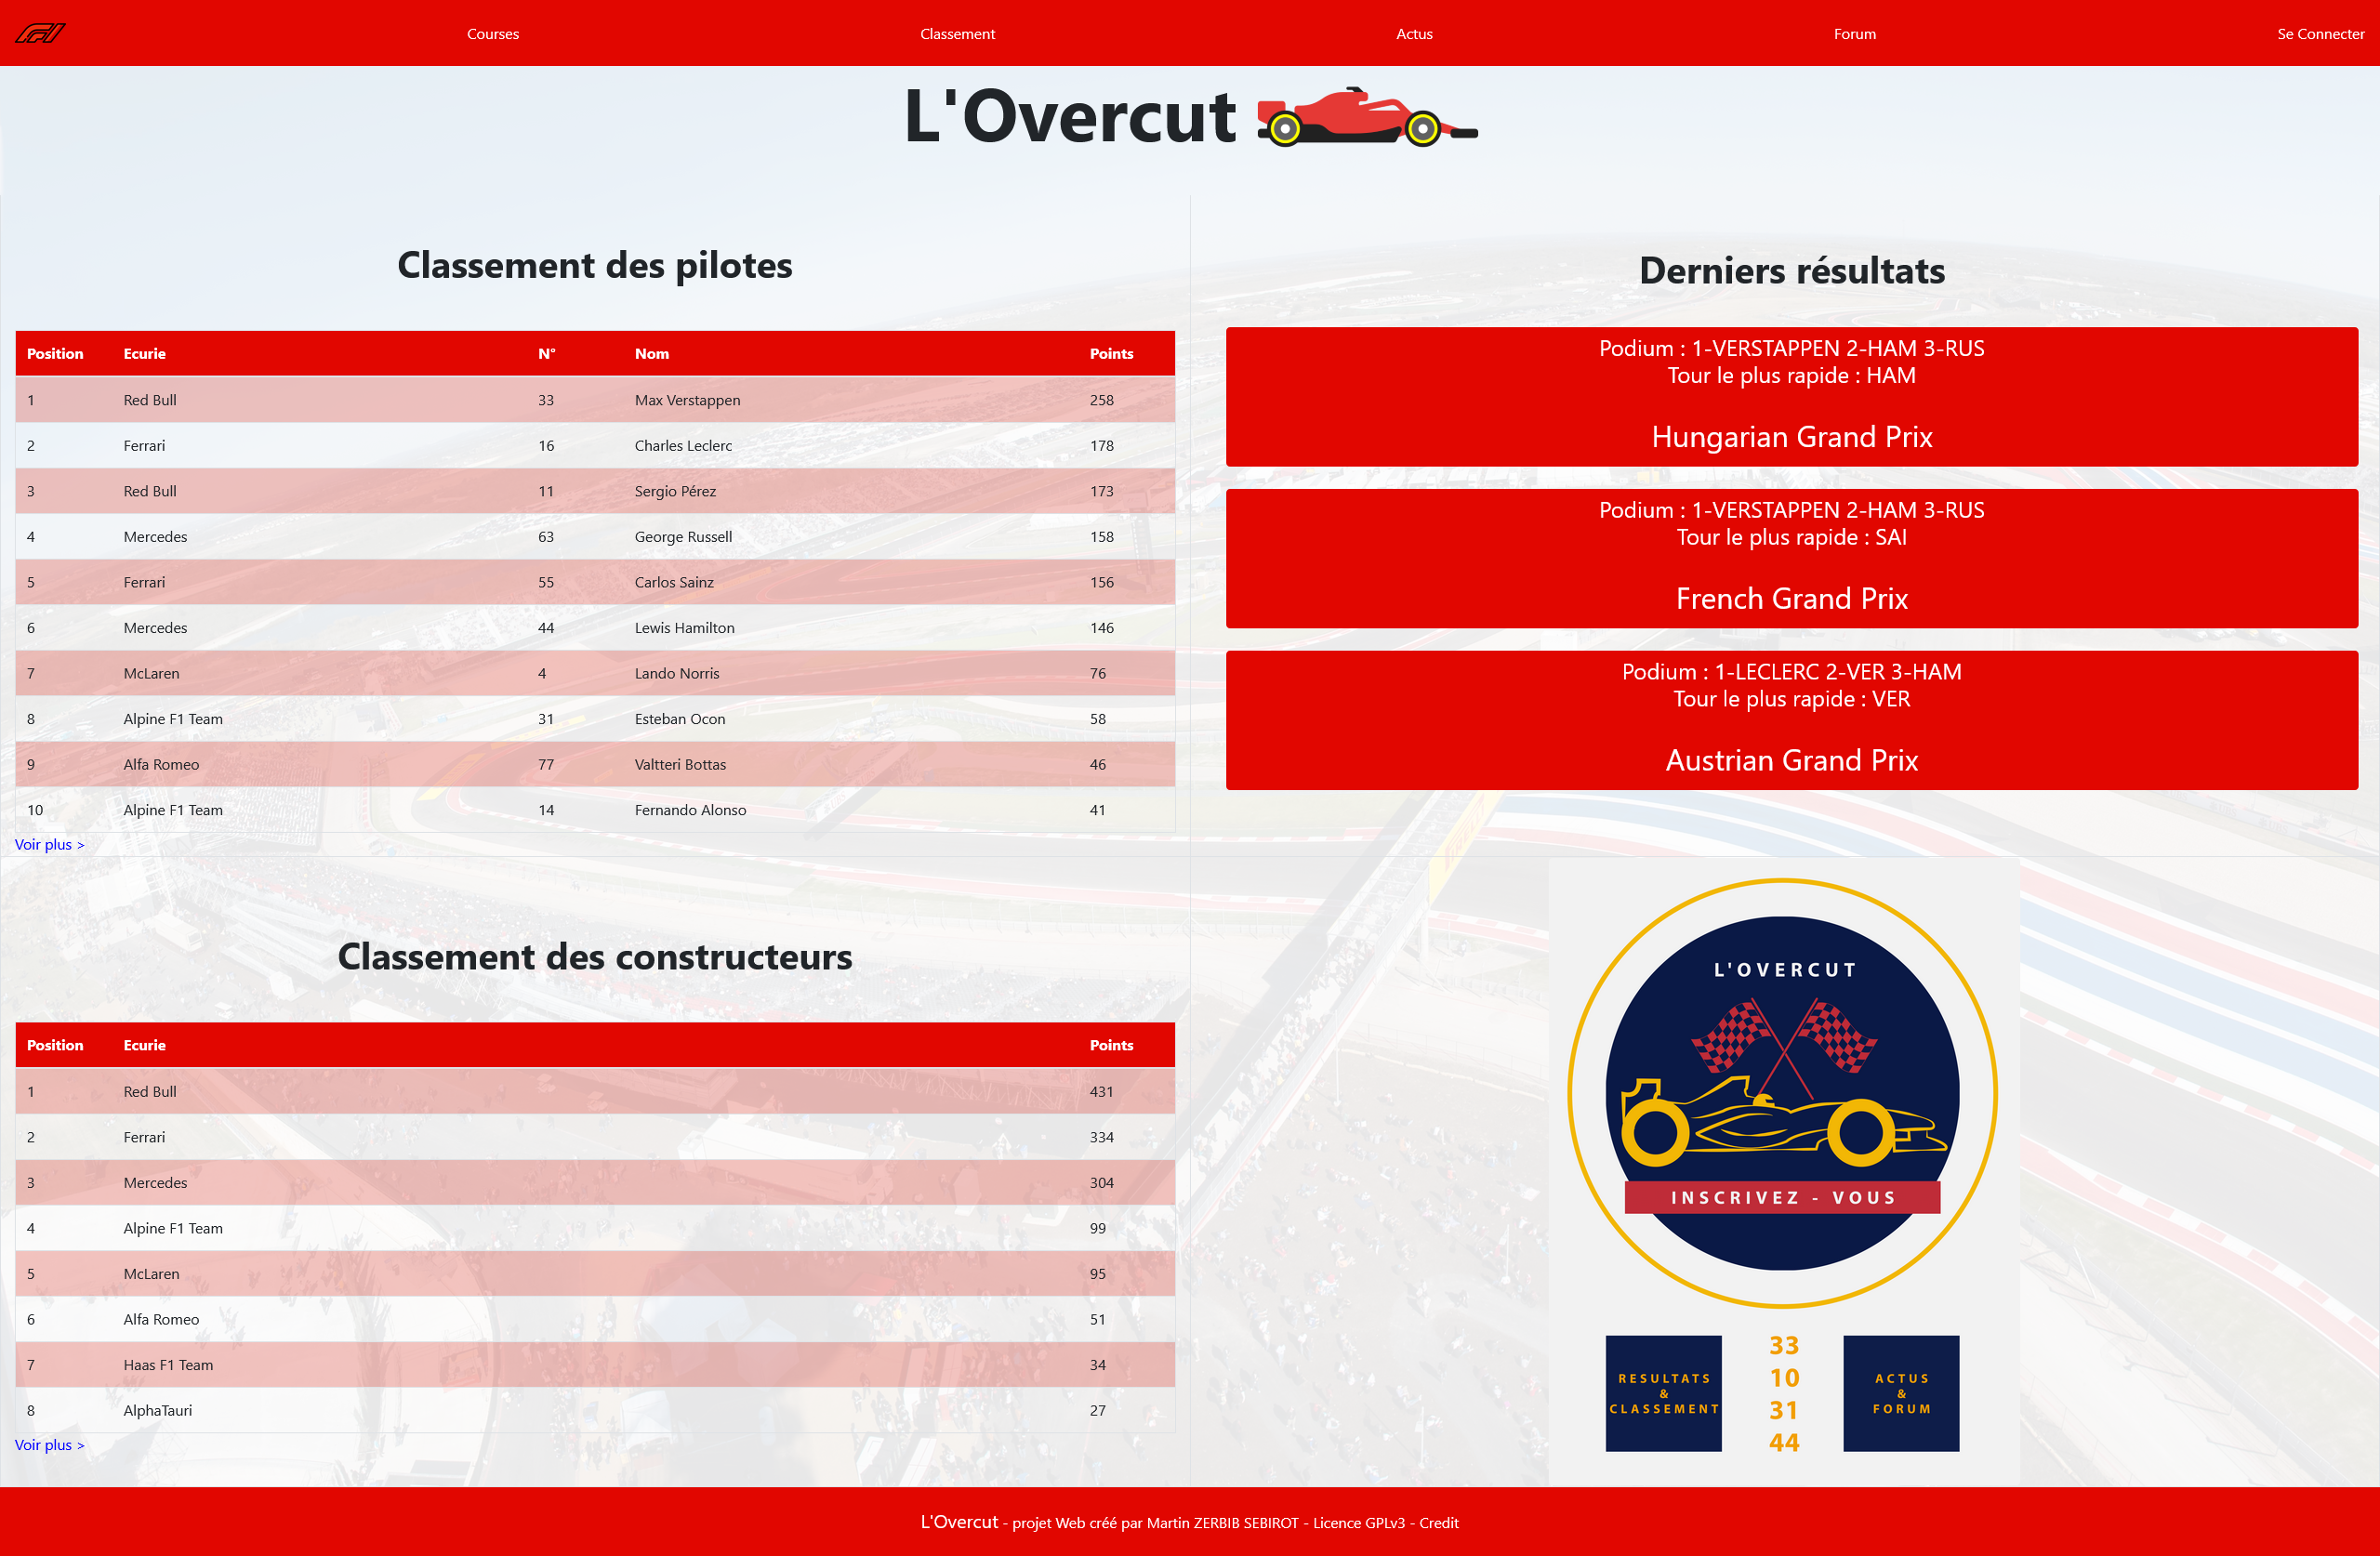 Courses Classement Actus Forum Se Connecter
L'Overcut
Classement des pilotes
Position Ecurie N° Nom Points
1 Red Bull 33 Max Verstappen 258
2 Ferrari 16 Charles Leclerc 178
3 Red Bull 11 Sergio Pérez 173
4 Mercedes 63 George Russell 158
5 Ferrari 55 Carlos Sainz 156
6 Mercedes 44 Lewis Hamilton 146
7 McLaren 4 Lando Norris 76
8 Alpine F1 Team 31 Esteban Ocon 58
9 Alfa Romeo 77 Valtteri Bottas 46
10 Alpine F1 Team 14 Fernando Alonso 41
Voir plus >
Derniers résultats
Podium : 1-VERSTAPPEN 2-HAM 3-RUS
Tour le plus rapide : HAM
Hungarian Grand Prix
Podium : 1-VERSTAPPEN 2-HAM 3-RUS
Tour le plus rapide : SAI
French Grand Prix
Podium : 1-LECLERC 2-VER 3-HAM
Tour le plus rapide : VER
Austrian Grand Prix
Classement des constructeurs
Position Ecurie Points
1 Red Bull 431
2 Ferrari 334
3 Mercedes 304
4 Alpine F1 Team 99
5 McLaren 95
6 Alfa Romeo 51
7 Haas F1 Team 34
8 AlphaTauri 27
Voir plus >
L'OVERCUT
INSCRIVEZ - VOUS
RESULTATS
&
CLASSEMENT
33
10
31
44
ACTUS
&
FORUM
L'Overcut - projet Web créé par Martin ZERBIB SEBIROT - Licence GPLv3 - Credit